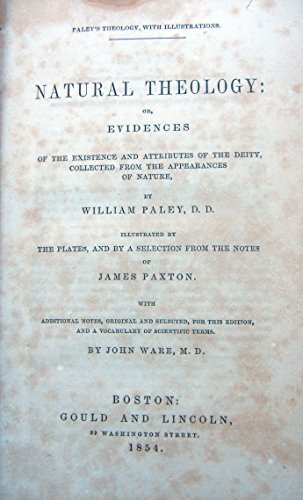 PALEY'S THEOLOGY, WITH ILLUSTRATIONS.
NATURAL THEOLOGY:
OR,
EVIDENCES
OF THE EXISTENCE AND ATTRIBUTES OF THE DEITY,
COLLECTED FROM THE APPEARANCES
OF NATURE,
BY
WILLIAM PALEY, D. D.
ILLUSTRATED BY
THE PLATES, AND BY A SELECTION FROM THE NOTES
OF
JAMES PAXTON.
WITH
ADDITIONAL NOTES, ORIGINAL AND SELECTED, FOR THIS EDITION,
AND A VOCABULARY OF SCIENTIFIC TERMS.
BY JOHN WARE, M. D.
BOSTON:
GOULD AND LINCOLN,
59 WASHINGTON STREET.
1854.